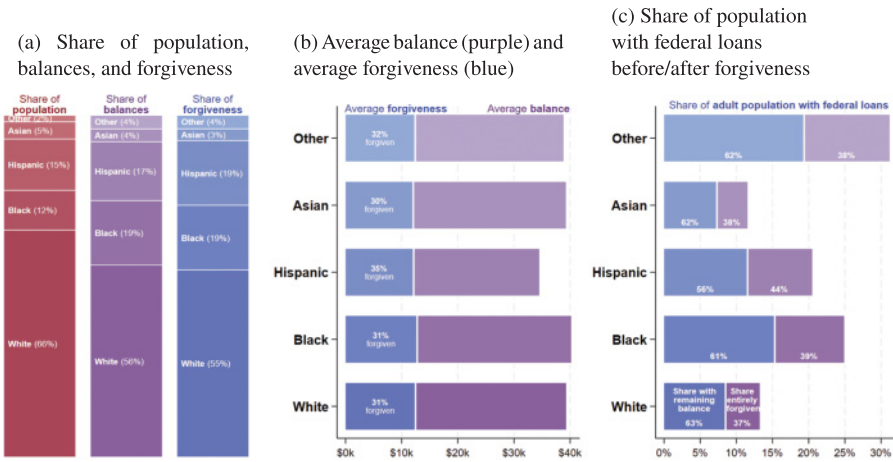 (a) Share of population,
balances, and forgiveness
Share of
population
Share of
balances
Share of
forgiveness
Other (2%)
Asian (5%)
Hispanic (15%)
Black (12%)
White (66%)
Other (4%)
Asian (4%)
Hispanic (17%)
Black (19%)
White (56%)
Other (4%)
Asian (3%)
Hispanic (19%)
Black (19%)
White (55%)
(b) Average balance (purple) and
average forgiveness (blue)
Average forgiveness
Average balance
Other
32%
forgiven
Asian
30%
forgiven
Hispanic
35%
forgiven
Black
31%
forgiven
White
31%
forgiven
$0k
$10k
$20k
$30k
$40k
(c) Share of population
with federal loans
before/after forgiveness
Share of adult population with federal loans
Other
62%
38%
Asian
62%
38%
Hispanic
56%
44%
Black
61%
39%
White
Share with
remaining
balance
63%
Share
entirely
forgiven
37%
0%
5%
10%
15%
20%
25%
30%